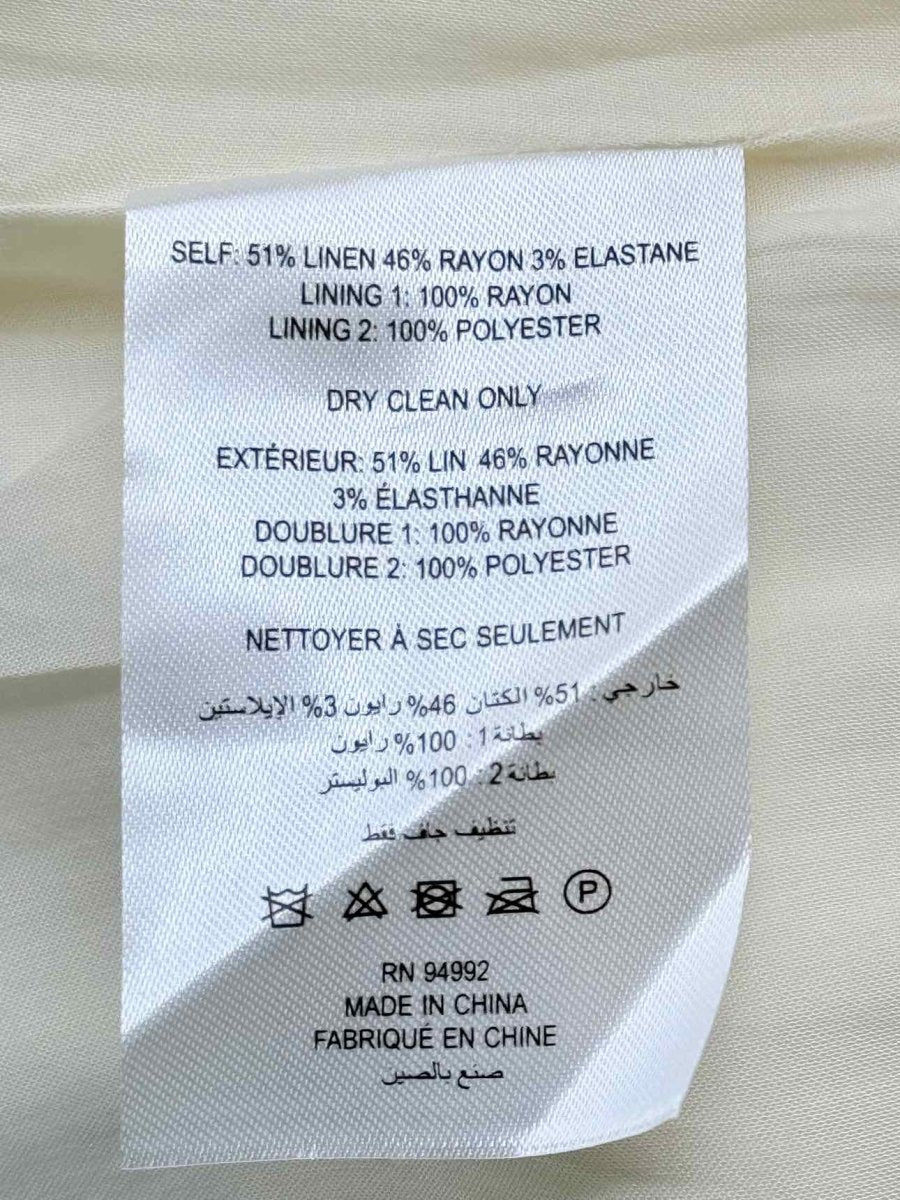 SELF: 51% LINEN 46% RAYON 3% ELASTANE
LINING 1: 100% RAYON
LINING 2: 100% POLYESTER
DRY CLEAN ONLY
EXTÉRIEUR: 51% LIN 46% RAYONNE
3% ÉLASTHANNE
DOUBLURE 1: 100% RAYONNE
DOUBLURE 2: 100% POLYESTER
NETTOYER À SEC SEULEMENT
خارجي: 51% الكتان 46% رايون 3% الإيلاستين
بطانة 1: 100% رايون
بطانة 2: 100% البوليستر
تنظيف جاف فقط
P
RN 94992
MADE IN CHINA
FABRIQUÉ EN CHINE
صنع بالصين